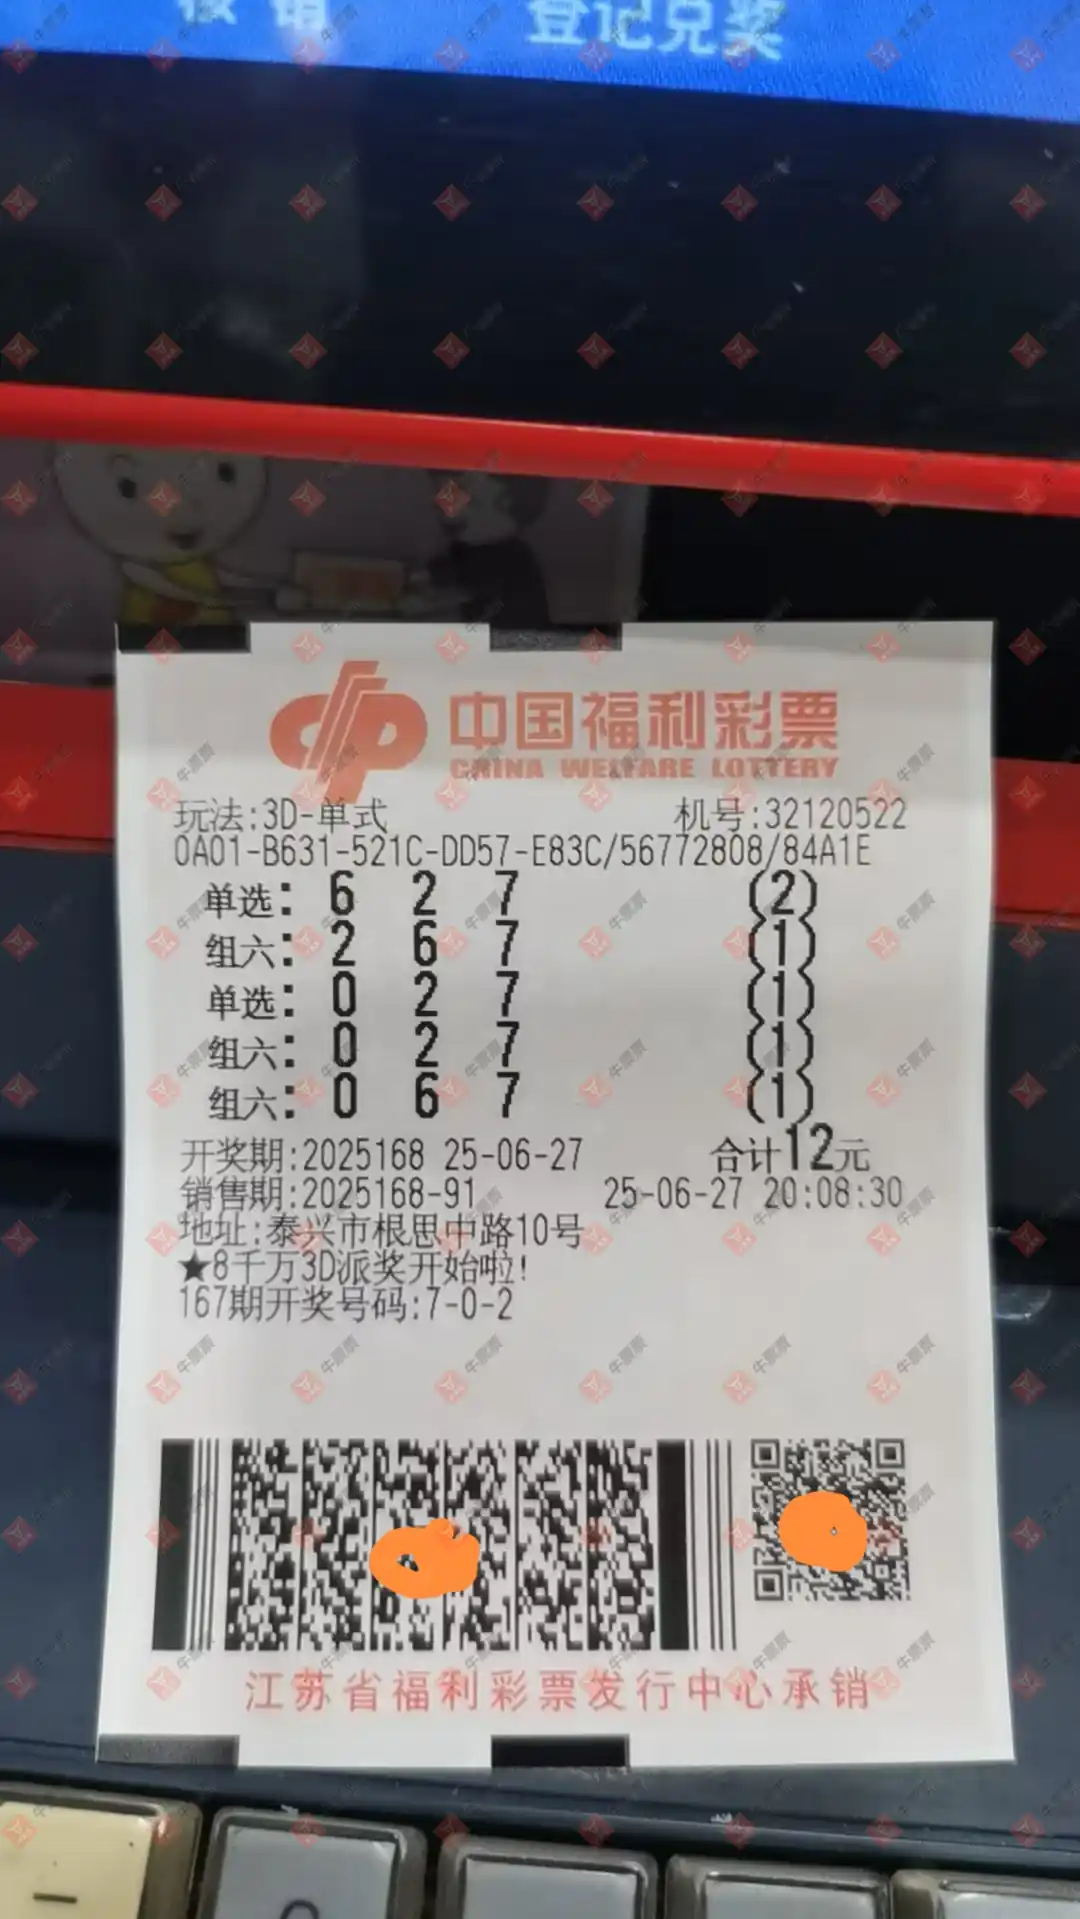 登记兑奖
中国福利彩票
CHINA WELFARE LOTTERY
玩法:3D-单式 机号:32120522
0A01-B631-521C-DD57-E83C/56772808/84A1E
单选: 6 2 7 (2)
组六: 2 6 7 (1)
单选: 0 2 7 (1)
组六: 0 2 7 (1)
组六: 0 6 7 (1)
开奖期:2025168 25-06-27 合计12元
销售期:2025168-91 25-06-27 20:08:30
地址:泰兴市根思中路10号
★8千万3D派奖开始啦!
167期开奖号码:7-0-2
江苏省福利彩票发行中心承销
牛票票